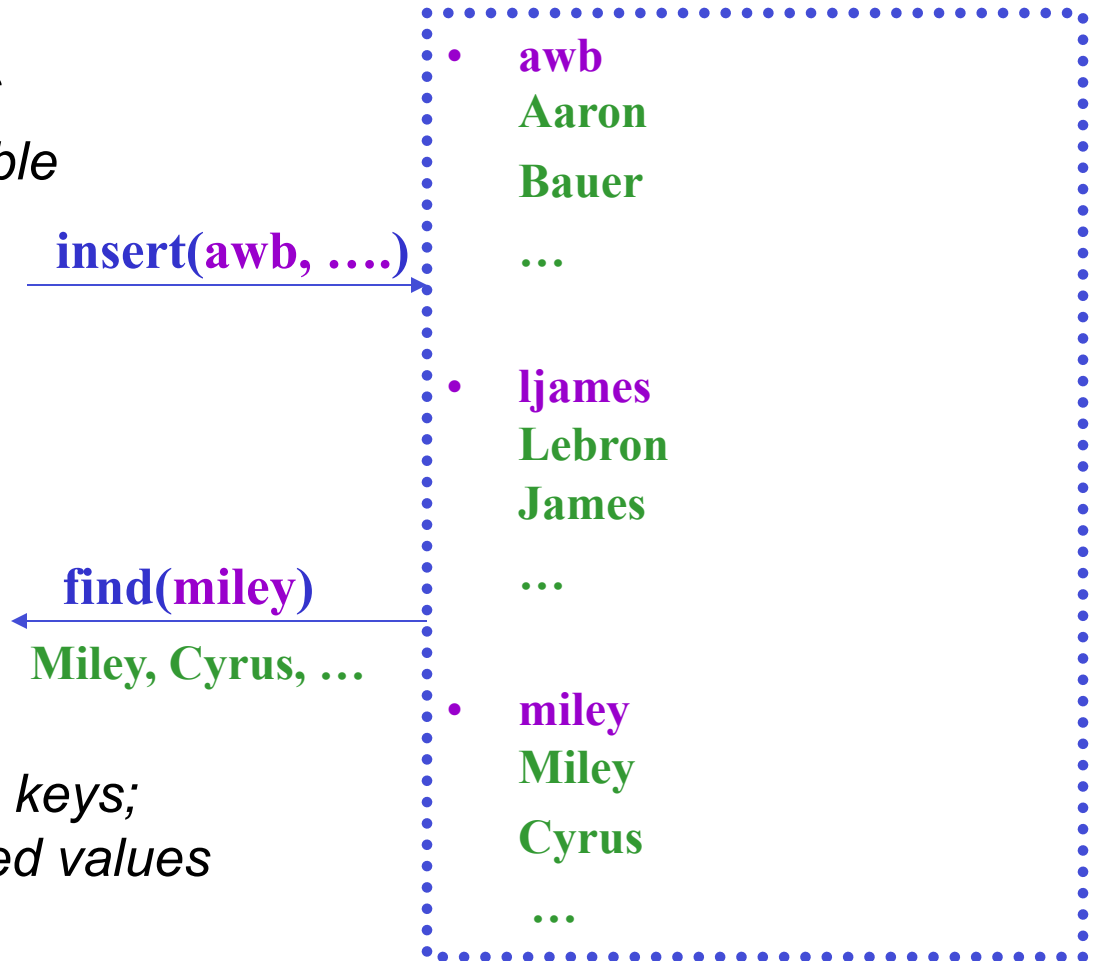 ble
insert(awb, ….)
find(miley)
Miley, Cyrus, …
keys;
ed values
• awb
Aaron
Bauer
…
• ljames
Lebron
James
…
• miley
Miley
Cyrus
…